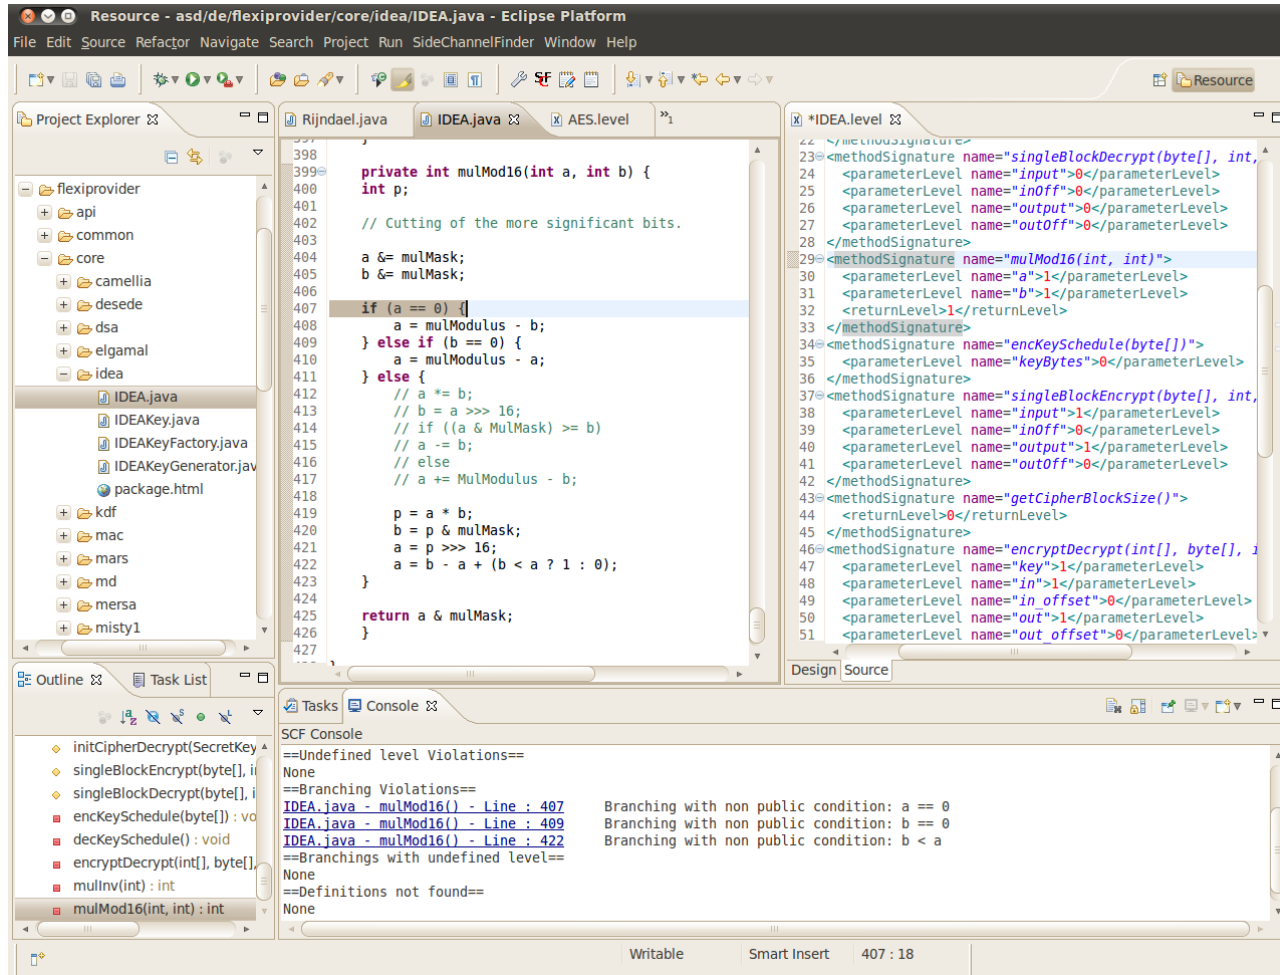 Resource - asd/de/flexiprovider/core/idea/IDEA.java - Eclipse Platform
File Edit Source Refactor Navigate Search Project Run SideChannelFinder Window Help
Resource
Project Explorer
flexiprovider
api
common
core
camellia
desede
dsa
elgamal
idea
IDEA.java
IDEAKey.java
IDEAKeyFactory.java
IDEAKeyGenerator.jav
package.html
kdf
mac
mars
md
mersa
misty1
Outline Task List
initCipherDecrypt(SecretKey
singleBlockEncrypt(byte[], i
singleBlockDecrypt(byte[], i
encKeySchedule(byte[]) : vo
decKeySchedule() : void
encryptDecrypt(int[], byte[],
mulInv(int) : int
mulMod16(int, int) : int
Rijndael.java IDEA.java AES.level »1
397 }
398
399 private int mulMod16(int a, int b) {
400 int p;
401
402 // Cutting of the more significant bits.
403
404 a &= mulMask;
405 b &= mulMask;
406
407 if (a == 0) {
408 a = mulModulus - b;
409 } else if (b == 0) {
410 a = mulModulus - a;
411 } else {
412 // a *= b;
413 // b = a >>> 16;
414 // if ((a & MulMask) >= b)
415 // a -= b;
416 // else
417 // a += MulModulus - b;
418
419 p = a * b;
420 b = p & mulMask;
421 a = p >>> 16;
422 a = b - a + (b < a ? 1 : 0);
423 }
424
425 return a & mulMask;
426 }
427
*IDEA.level
22 </methodSignature>
23 <methodSignature name="singleBlockDecrypt(byte[], int,
24 <parameterLevel name="input">0</parameterLevel>
25 <parameterLevel name="inOff">0</parameterLevel>
26 <parameterLevel name="output">0</parameterLevel>
27 <parameterLevel name="outOff">0</parameterLevel>
28 </methodSignature>
29 <methodSignature name="mulMod16(int, int)">
30 <parameterLevel name="a">1</parameterLevel>
31 <parameterLevel name="b">1</parameterLevel>
32 <returnLevel>1</returnLevel>
33 </methodSignature>
34 <methodSignature name="encKeySchedule(byte[])">
35 <parameterLevel name="keyBytes">0</parameterLevel>
36 </methodSignature>
37 <methodSignature name="singleBlockEncrypt(byte[], int,
38 <parameterLevel name="input">1</parameterLevel>
39 <parameterLevel name="inOff">0</parameterLevel>
40 <parameterLevel name="output">1</parameterLevel>
41 <parameterLevel name="outOff">0</parameterLevel>
42 </methodSignature>
43 <methodSignature name="getCipherBlockSize()">
44 <returnLevel>0</returnLevel>
45 </methodSignature>
46 <methodSignature name="encryptDecrypt(int[], byte[], i
47 <parameterLevel name="key">1</parameterLevel>
48 <parameterLevel name="in">1</parameterLevel>
49 <parameterLevel name="in_offset">0</parameterLevel>
50 <parameterLevel name="out">1</parameterLevel>
51 <parameterLevel name="out_offset">0</parameterLevel>
Design Source
Tasks Console
SCF Console
==Undefined level Violations==
None
==Branching Violations==
IDEA.java - mulMod16() - Line : 407 Branching with non public condition: a == 0
IDEA.java - mulMod16() - Line : 409 Branching with non public condition: b == 0
IDEA.java - mulMod16() - Line : 422 Branching with non public condition: b < a
==Branchings with undefined level==
None
==Definitions not found==
None
Writable Smart Insert 407 : 18